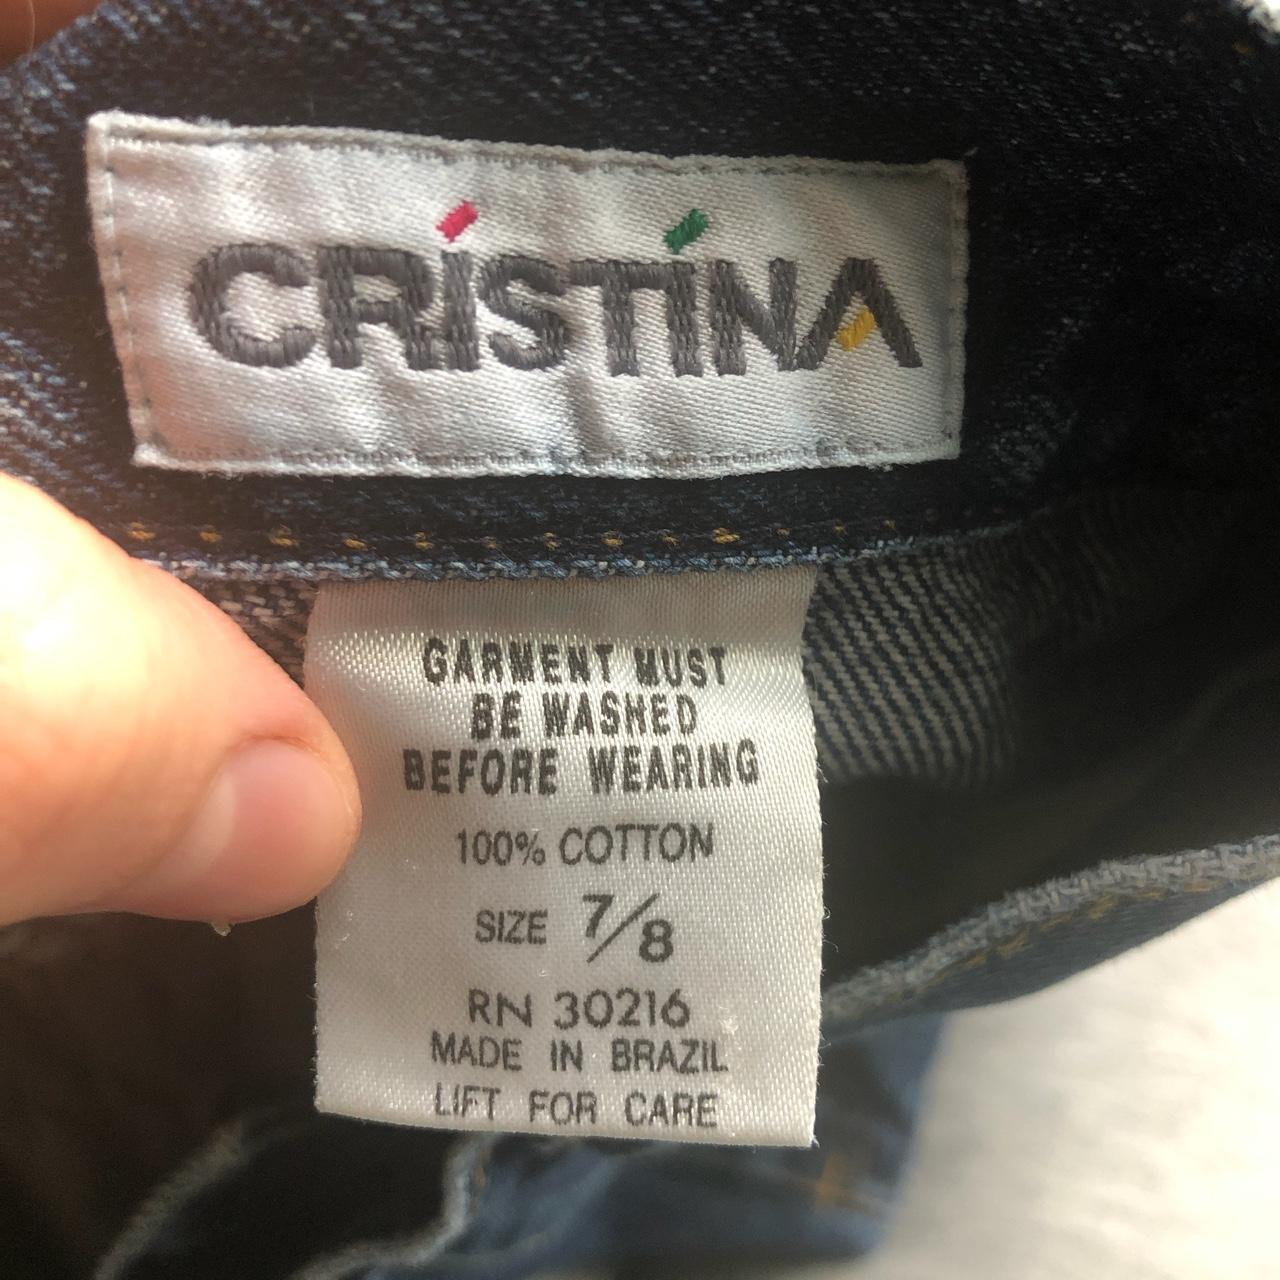 CRÍSTÍNA
GARMENT MUST
BE WASHED
BEFORE WEARING
100% COTTON
SIZE 7/8
RN 30216
MADE IN BRAZIL
LIFT FOR CARE